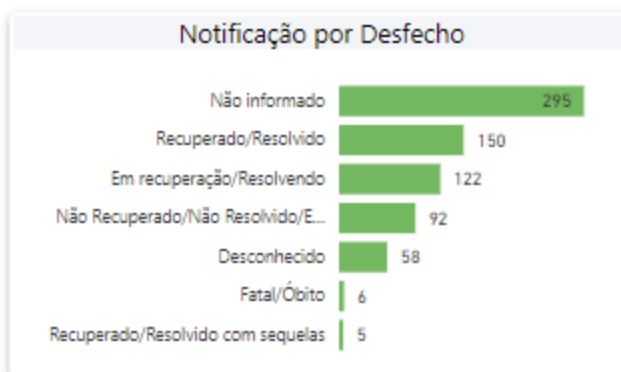 Notificação por Desfecho
Não informado 295
Recuperado/Resolvido 150
Em recuperação/Resolvendo 122
Não Recuperado/Não Resolvido/E... 92
Desconhecido 58
Fatal/Óbito 6
Recuperado/Resolvido com sequelas 5